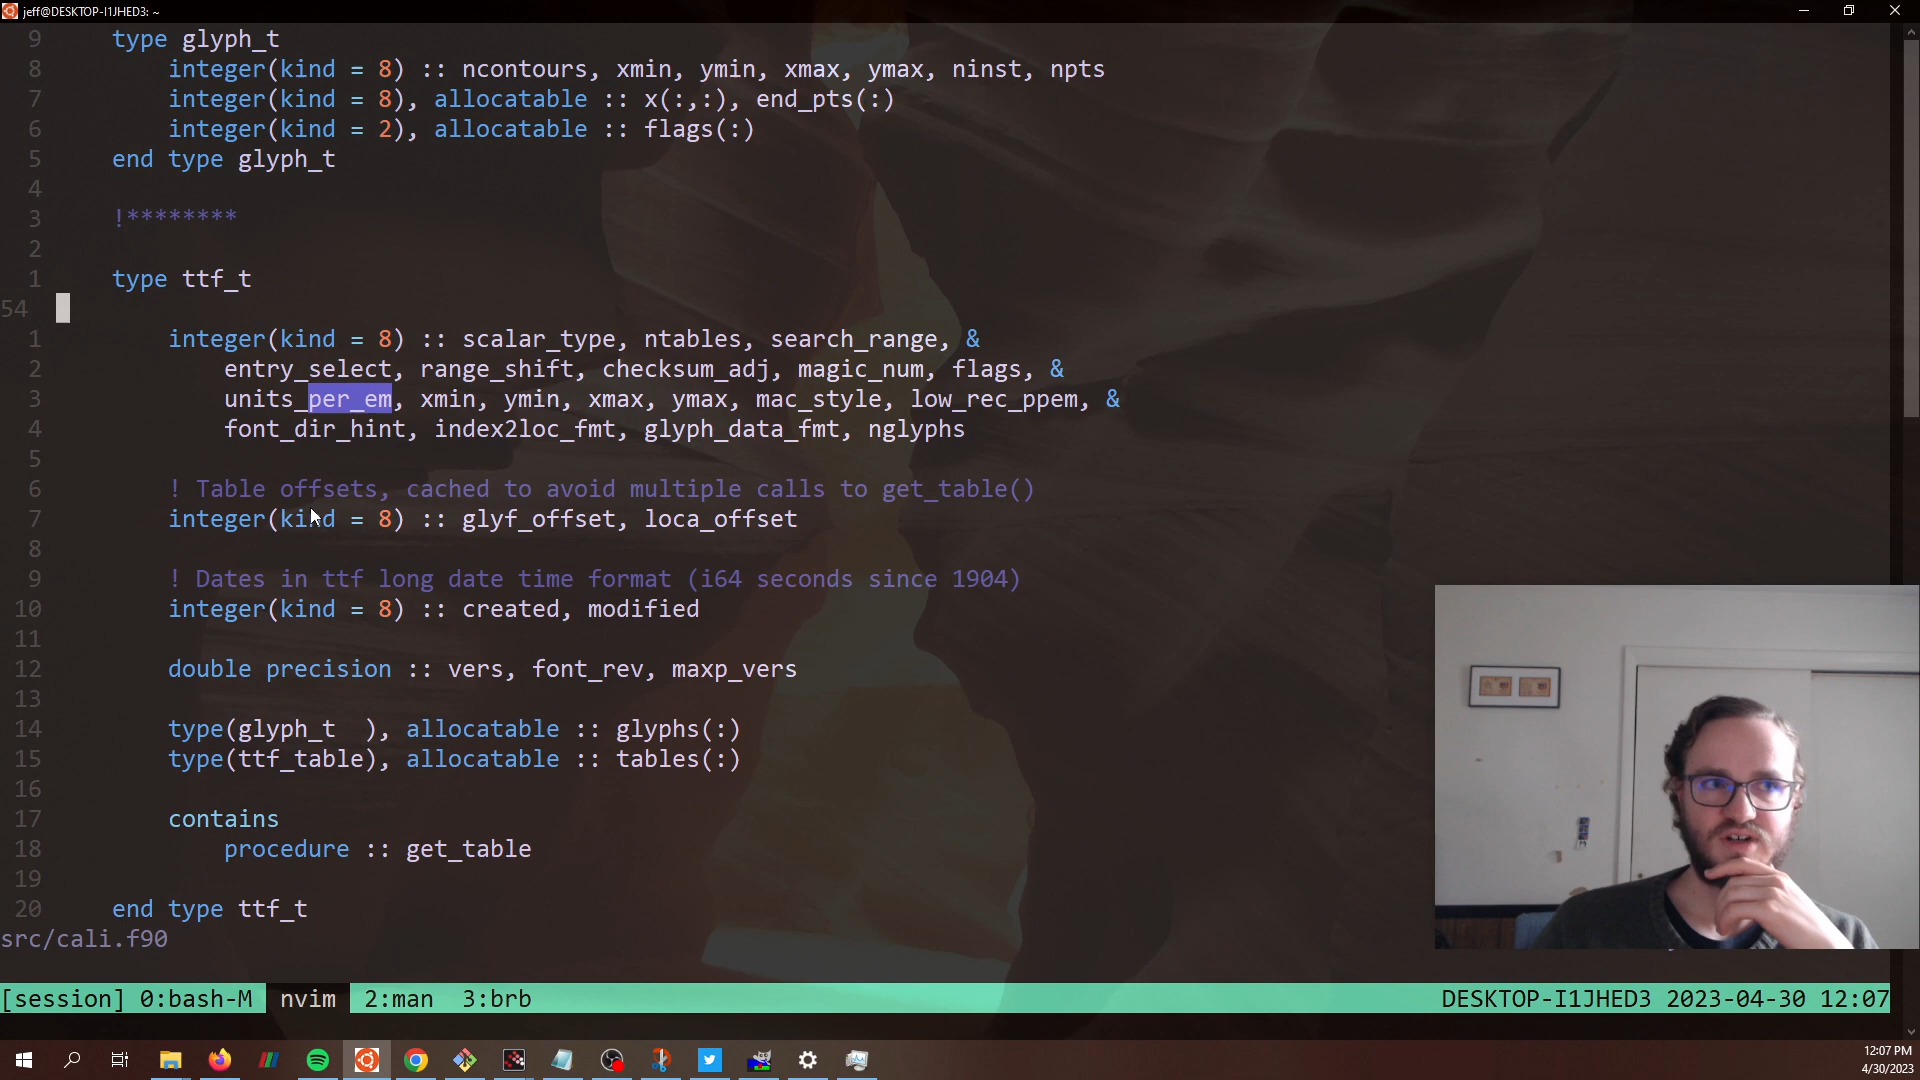 jeff@DESKTOP-I1JHED3: ~
9 type glyph_t
8 integer(kind = 8) :: ncontours, xmin, ymin, xmax, ymax, ninst, npts
7 integer(kind = 8), allocatable :: x(:,:), end_pts(:)
6 integer(kind = 2), allocatable :: flags(:)
5 end type glyph_t
4
3 !********
2
1 type ttf_t
54
1 integer(kind = 8) :: scalar_type, ntables, search_range, &
2 entry_select, range_shift, checksum_adj, magic_num, flags, &
3 units_per_em, xmin, ymin, xmax, ymax, mac_style, low_rec_ppem, &
4 font_dir_hint, index2loc_fmt, glyph_data_fmt, nglyphs
5
6 ! Table offsets, cached to avoid multiple calls to get_table()
7 integer(kind = 8) :: glyf_offset, loca_offset
8
9 ! Dates in ttf long date time format (i64 seconds since 1904)
10 integer(kind = 8) :: created, modified
11
12 double precision :: vers, font_rev, maxp_vers
13
14 type(glyph_t  ), allocatable :: glyphs(:)
15 type(ttf_table), allocatable :: tables(:)
16
17 contains
18 procedure :: get_table
19
20 end type ttf_t
src/cali.f90
[session] 0:bash-M nvim 2:man 3:brb DESKTOP-I1JHED3 2023-04-30 12:07
12:07 PM
4/30/2023